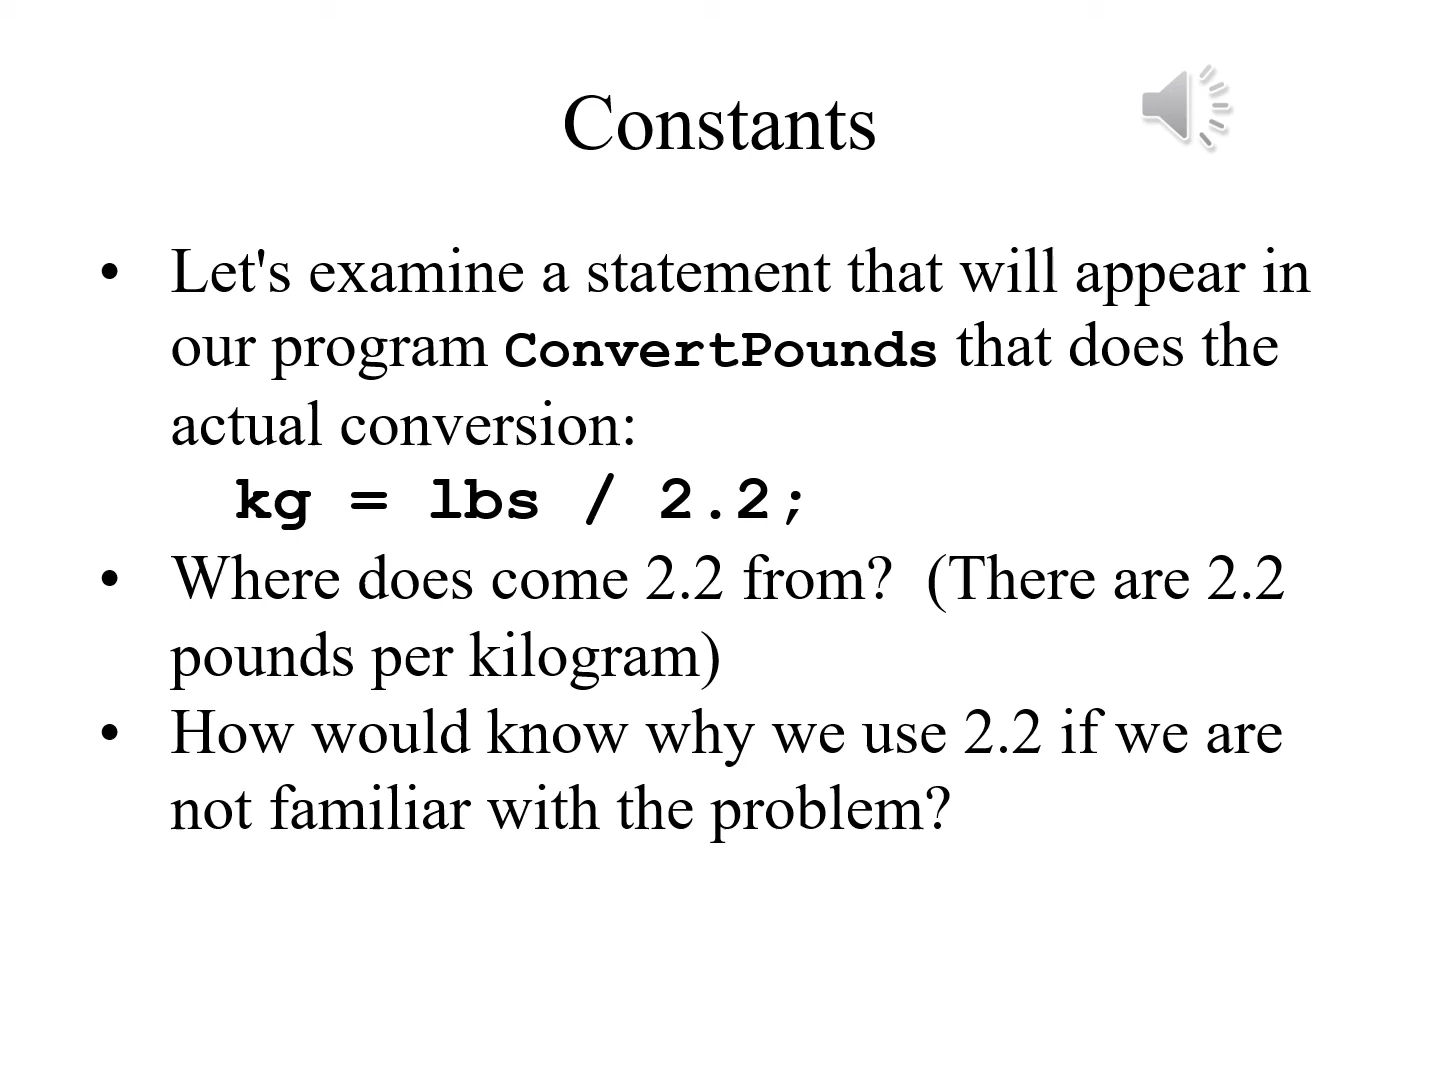 Constants
• Let's examine a statement that will appear in
our program ConvertPounds that does the
actual conversion:
kg = lbs / 2.2;
• Where does come 2.2 from?  (There are 2.2
pounds per kilogram)
• How would know why we use 2.2 if we are
not familiar with the problem?